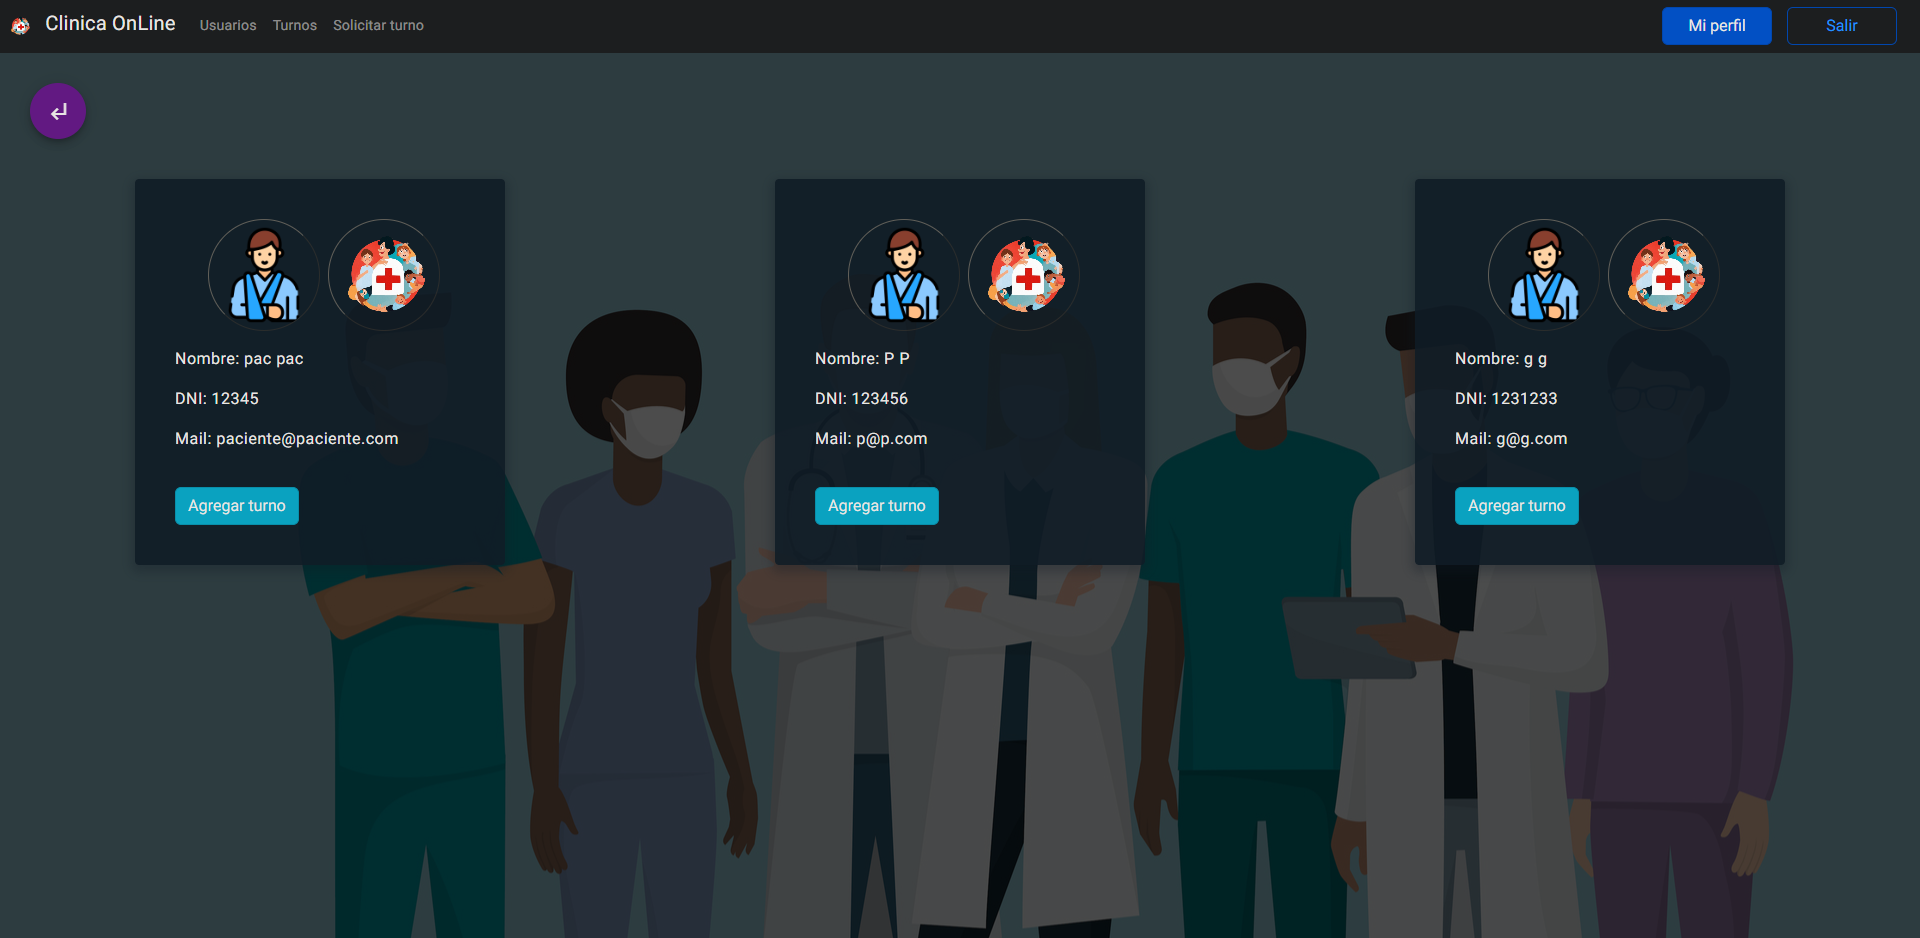 Clinica OnLine
Usuarios
Turnos
Solicitar turno
Mi perfil
Salir
Nombre: pac pac
DNI: 12345
Mail: paciente@paciente.com
Agregar turno
Nombre: P P
DNI: 123456
Mail: p@p.com
Agregar turno
Nombre: g g
DNI: 1231233
Mail: g@g.com
Agregar turno